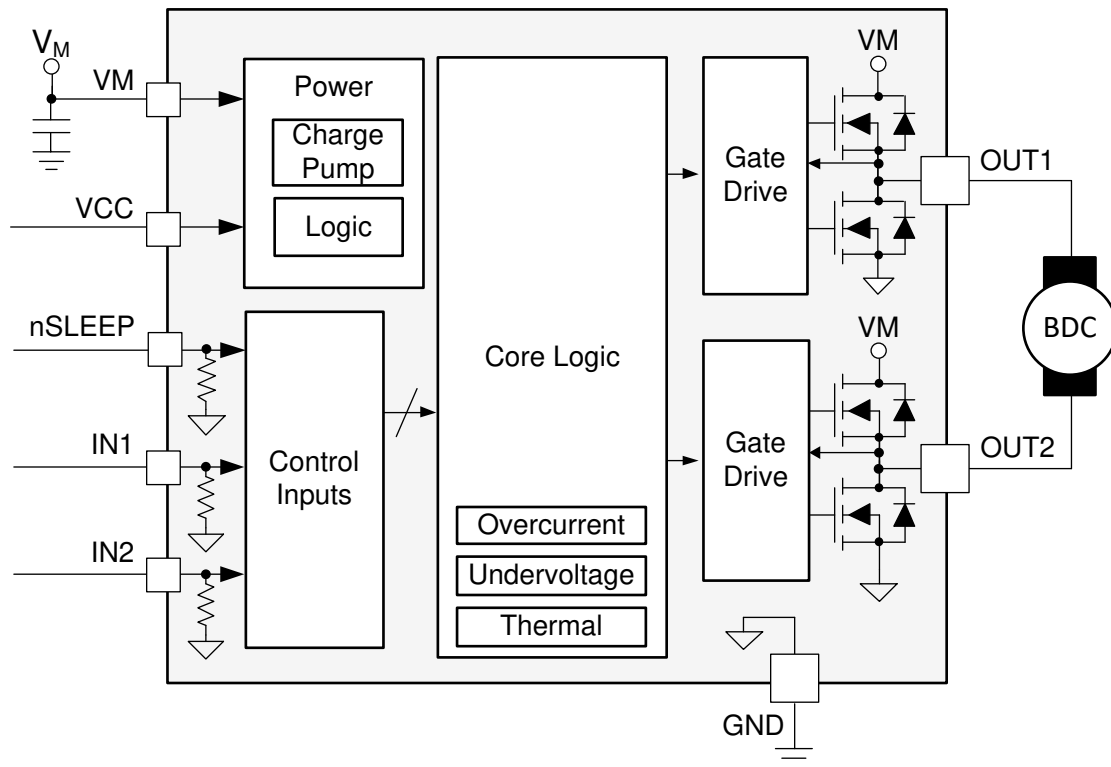 VM
VM
Power
Charge
Pump
VCC
Logic
nSLEEP
IN1
Control
Inputs
IN2
Core Logic
Overcurrent
Undervoltage
Thermal
VM
Gate
Drive
OUT1
BDC
VM
Gate
Drive
OUT2
GND